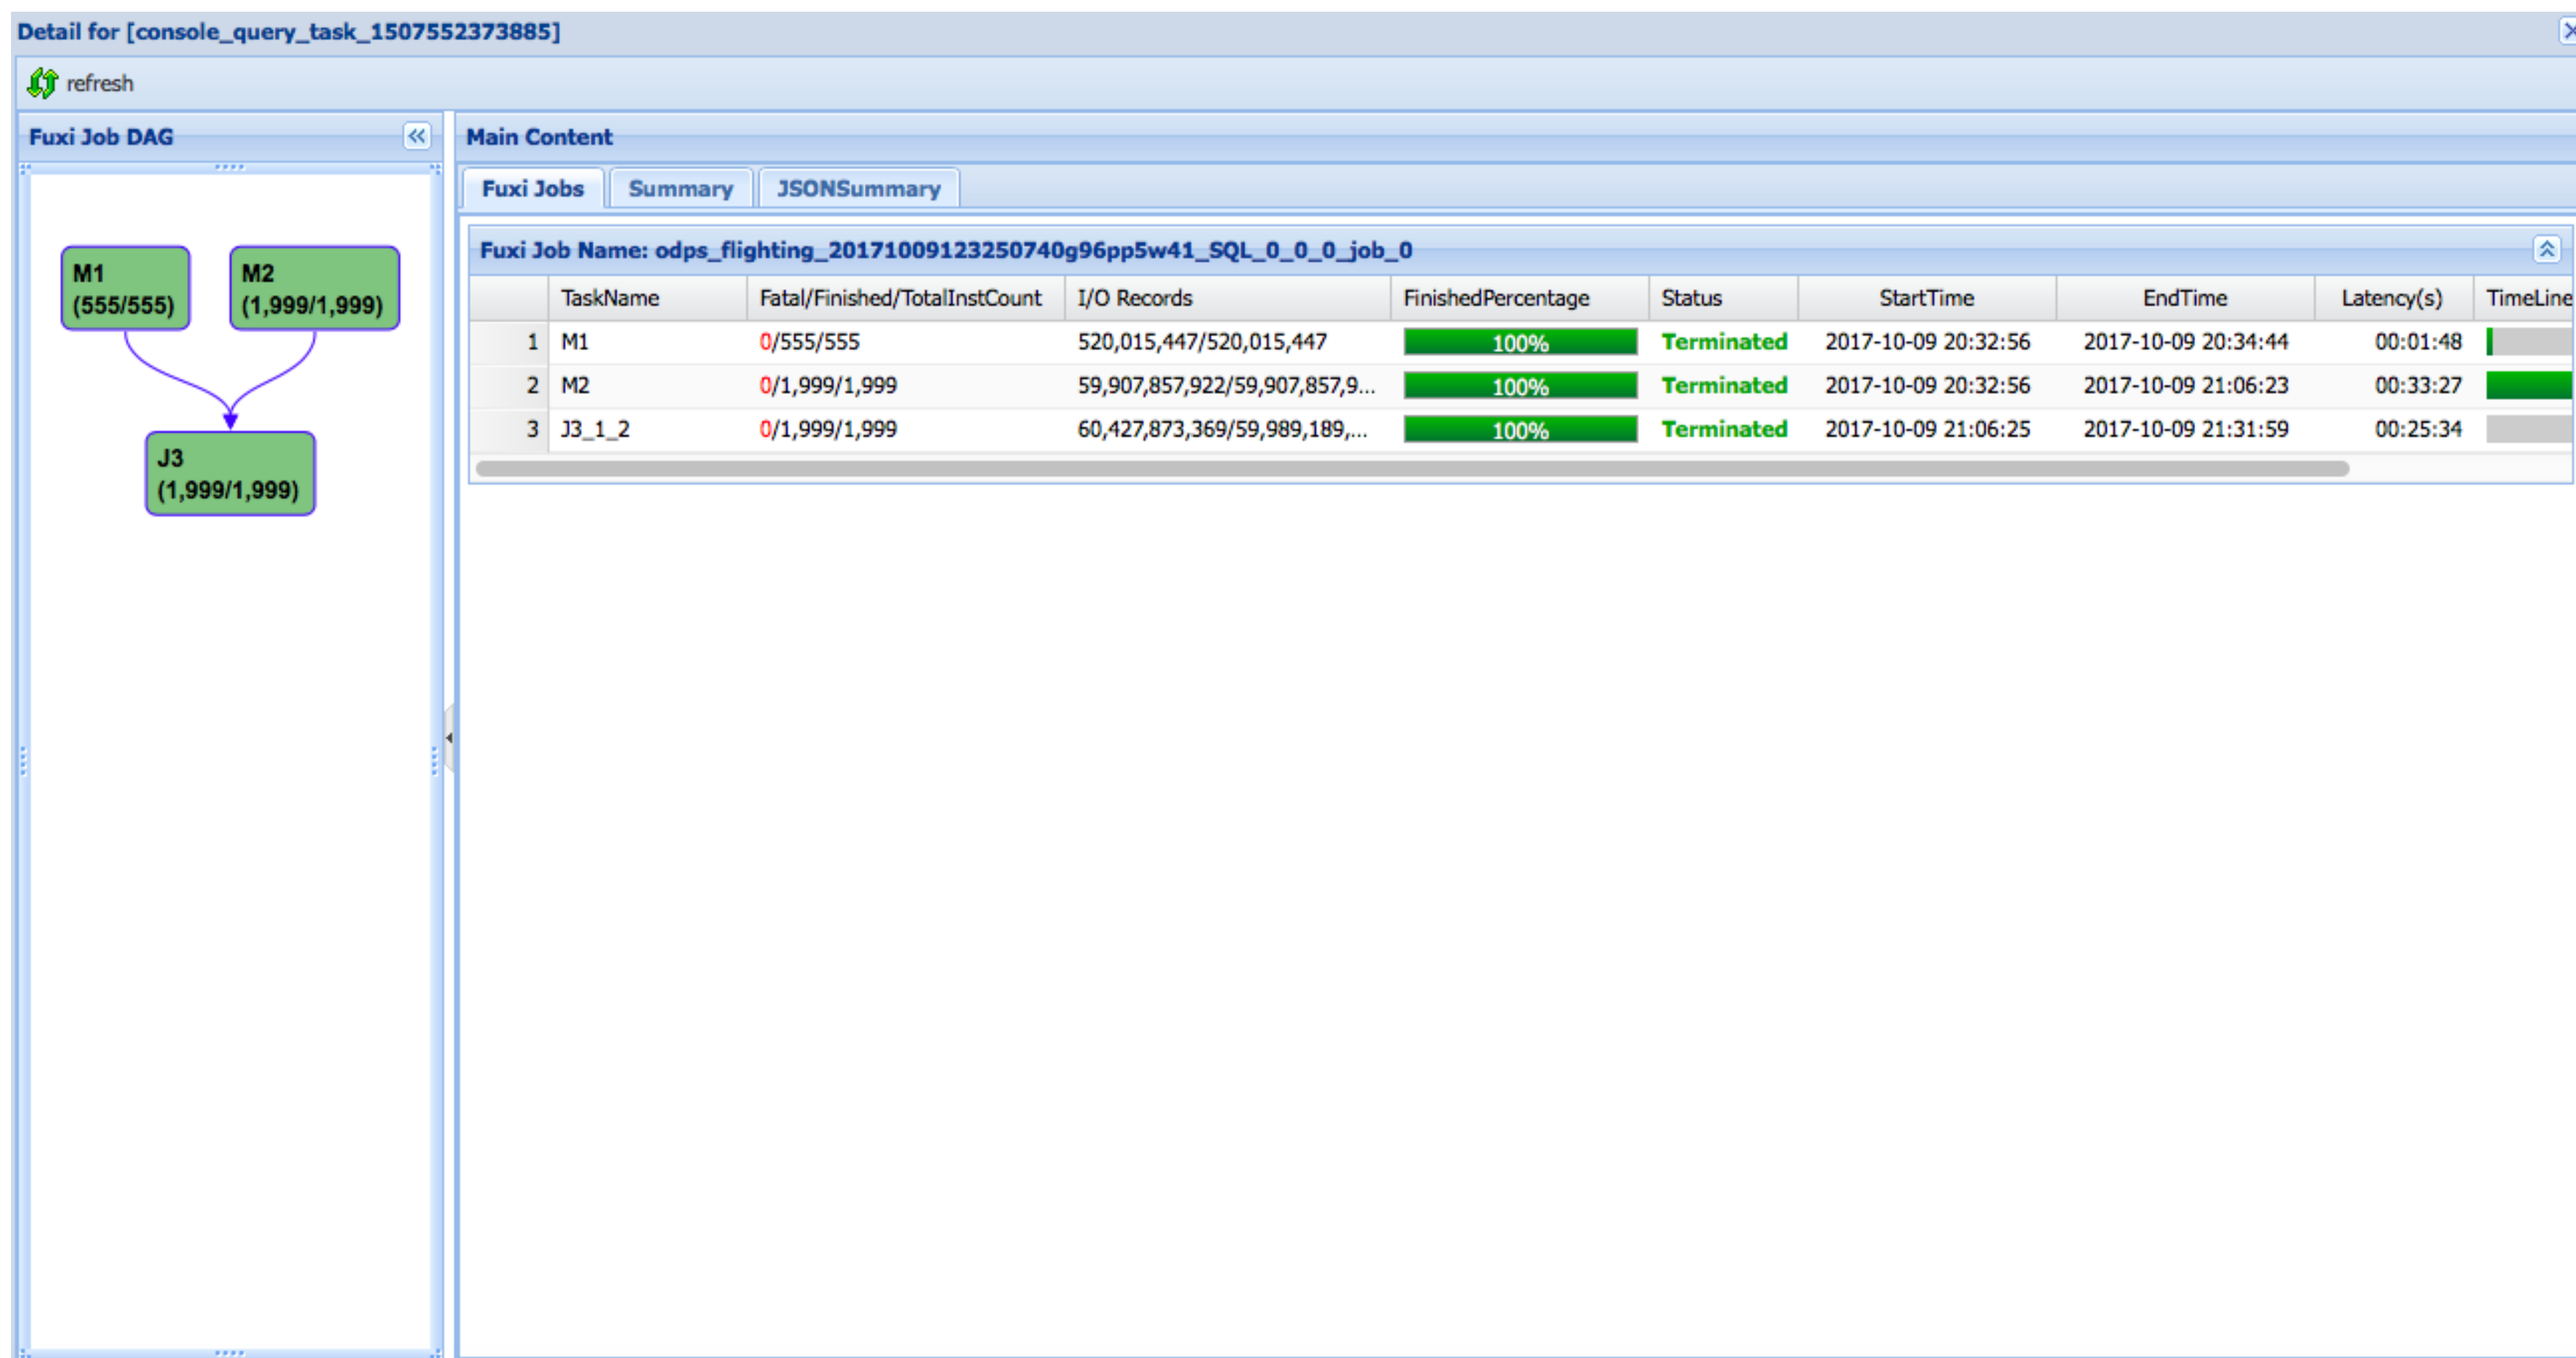 Detail for [console_query_task_1507552373885]
refresh
Fuxi Job DAG
M1
(555/555)
M2
(1,999/1,999)
J3
(1,999/1,999)
Main Content
Fuxi Jobs Summary JSONSummary
Fuxi Job Name: odps_flighting_20171009123250740g96pp5w41_SQL_0_0_0_job_0
TaskName Fatal/Finished/TotalInstCount I/O Records FinishedPercentage Status StartTime EndTime Latency(s) TimeLine
1 M1 0/555/555 520,015,447/520,015,447 100% Terminated 2017-10-09 20:32:56 2017-10-09 20:34:44 00:01:48
2 M2 0/1,999/1,999 59,907,857,922/59,907,857,9... 100% Terminated 2017-10-09 20:32:56 2017-10-09 21:06:23 00:33:27
3 J3_1_2 0/1,999/1,999 60,427,873,369/59,989,189,... 100% Terminated 2017-10-09 21:06:25 2017-10-09 21:31:59 00:25:34